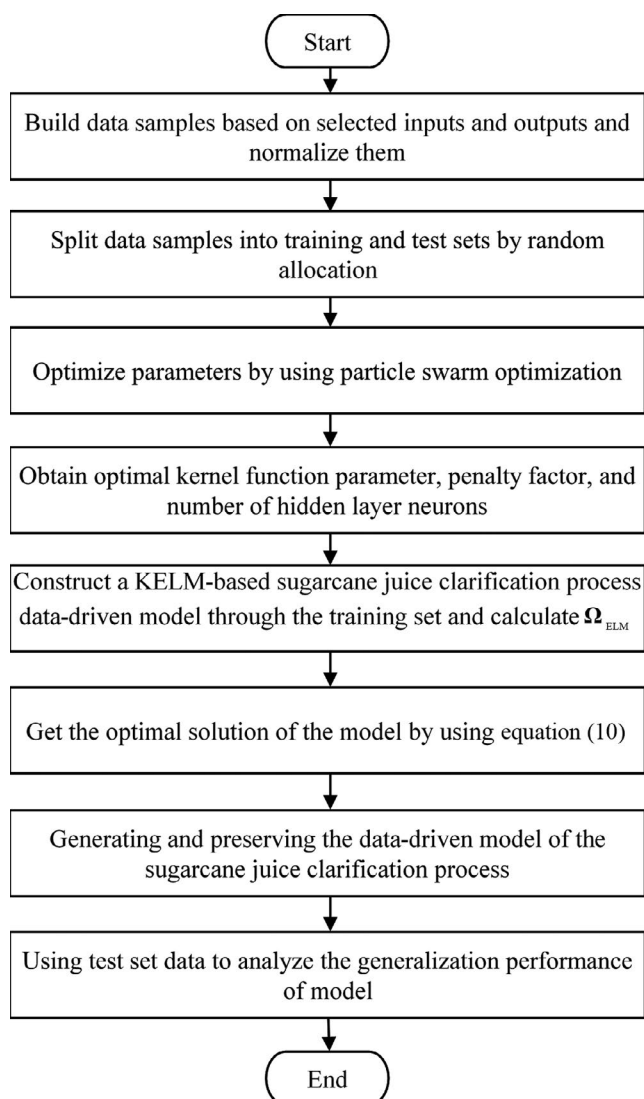 Start
Build data samples based on selected inputs and outputs and
normalize them
Split data samples into training and test sets by random
allocation
Optimize parameters by using particle swarm optimization
Obtain optimal kernel function parameter, penalty factor, and
number of hidden layer neurons
Construct a KELM-based sugarcane juice clarification process
data-driven model through the training set and calculate Ω ELM
Get the optimal solution of the model by using equation (10)
Generating and preserving the data-driven model of the
sugarcane juice clarification process
Using test set data to analyze the generalization performance
of model
End